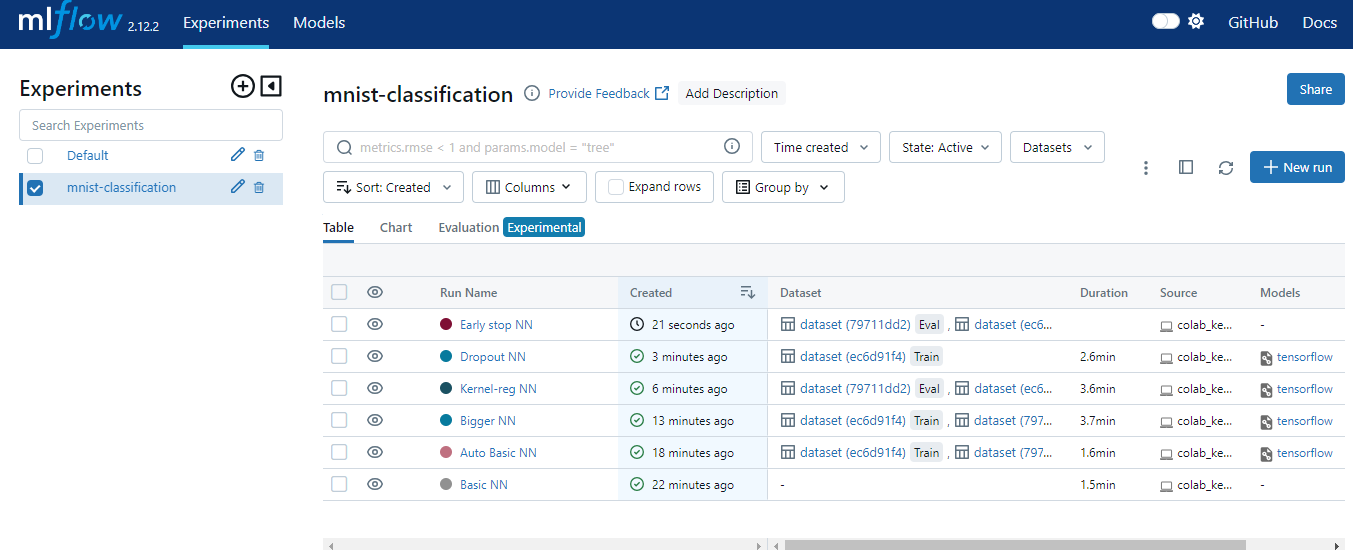 mlflow 2.12.2 Experiments Models GitHub Docs
Experiments
Search Experiments
Default
mnist-classification
mnist-classification Provide Feedback Add Description Share
metrics.rmse < 1 and params.model = "tree" Time created State: Active Datasets
New run
Sort: Created Columns Expand rows Group by
Table Chart Evaluation Experimental
Run Name Created Dataset Duration Source Models
Early stop NN 21 seconds ago dataset (79711dd2) Eval , dataset (ec6... colab_ke... -
Dropout NN 3 minutes ago dataset (ec6d91f4) Train 2.6min colab_ke... tensorflow
Kernel-reg NN 6 minutes ago dataset (79711dd2) Eval , dataset (ec6... 3.6min colab_ke... tensorflow
Bigger NN 13 minutes ago dataset (ec6d91f4) Train , dataset (797... 3.7min colab_ke... tensorflow
Auto Basic NN 18 minutes ago dataset (ec6d91f4) Train , dataset (797... 1.6min colab_ke... tensorflow
Basic NN 22 minutes ago - 1.5min colab_ke... -